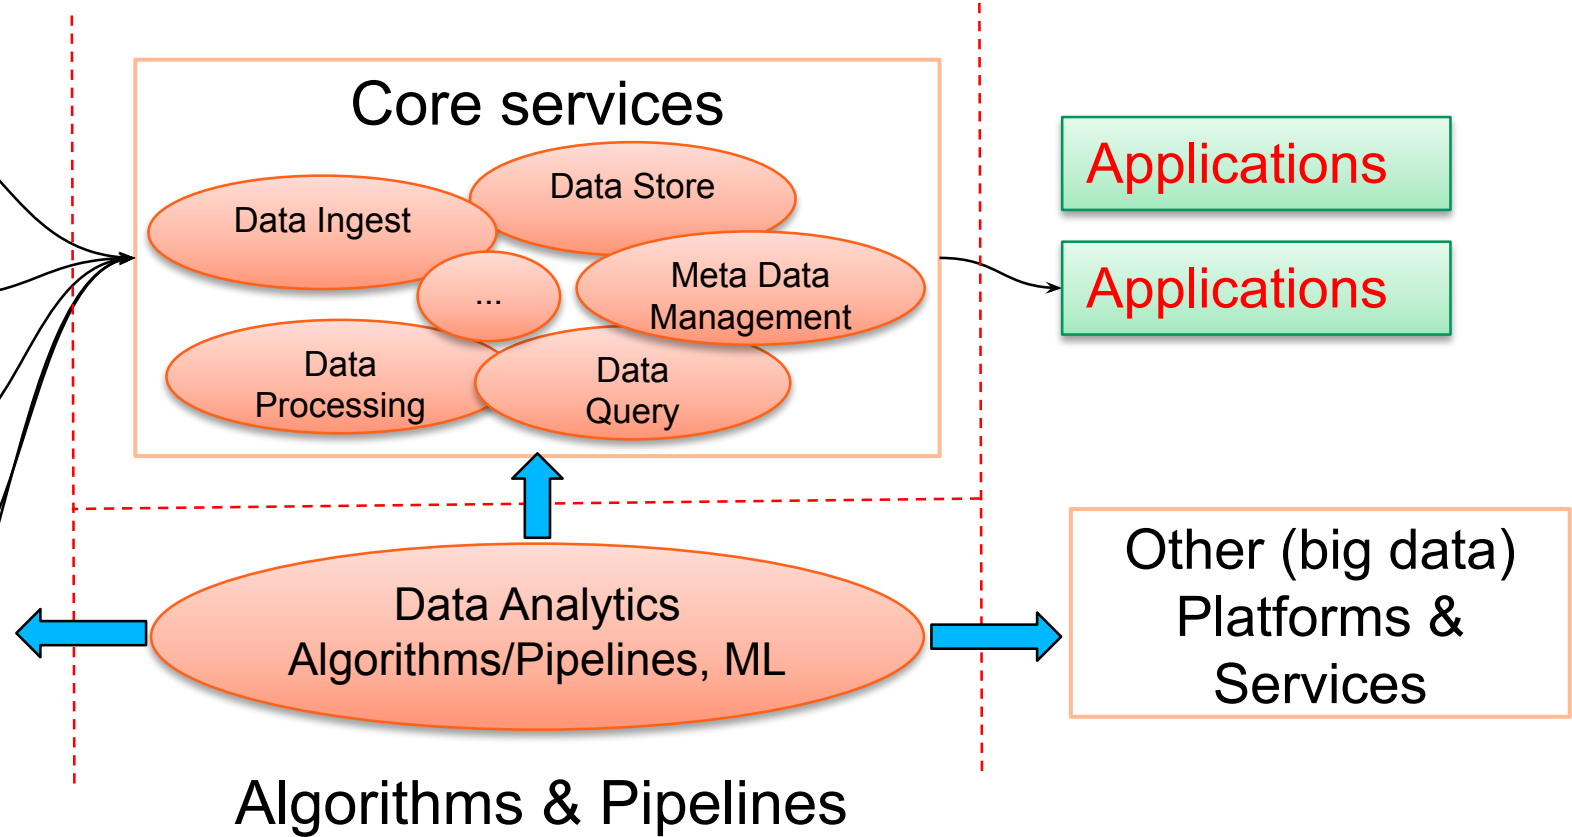 Core services
Data Store
Data Ingest
Meta Data
Management
...
Data
Processing
Data
Query
Applications
Applications
Data Analytics
Algorithms/Pipelines, ML
Other (big data)
Platforms &
Services
Algorithms & Pipelines